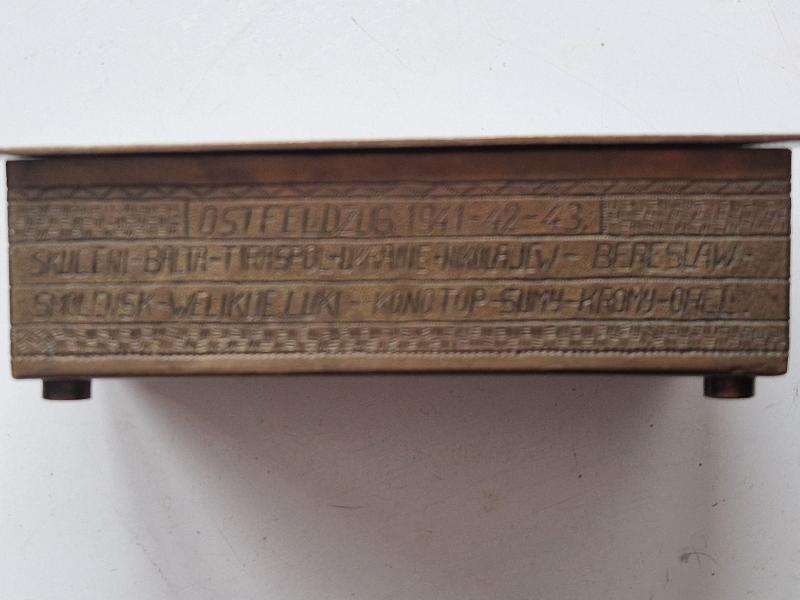 OSTFELDZUG, 1941-42-43.
SKULENI-BALTA-TIRASPOL-UKRAINE-NIKOLAJEW- BERESLAW-
SMOLENSK-WELIKIJE LUKI - KONOTOP-SUMY-KROMY-OREL.